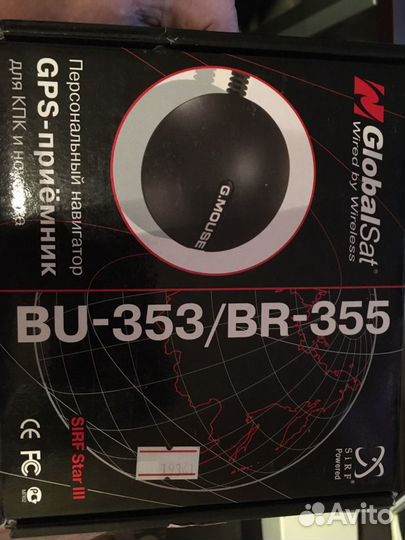 GlobalSat®
Wired by Wireless
Персональный навигатор
GPS-приёмник
для КПК и ноутбука
G.MOUSE
BU-353/BR-355
SIRF Star III
CE FC
SiRF®
Powered
Avito